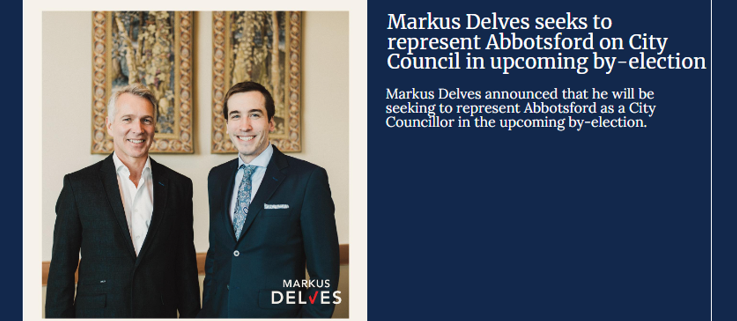 Markus Delves seeks to
represent Abbotsford on City
Council in upcoming by-election
Markus Delves announced that he will be
seeking to represent Abbotsford as a City
Councillor in the upcoming by-election.
MARKUS
DELVES